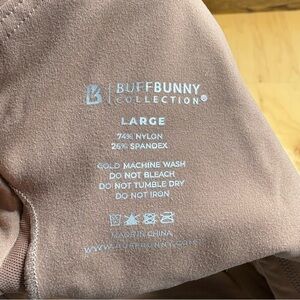 B | BUFFBUNNY
COLLECTION®
LARGE
74% NYLON
26% SPANDEX
COLD MACHINE WASH
DO NOT BLEACH
DO NOT TUMBLE DRY
DO NOT IRON
MADE IN CHINA
WWW.BUFFBUNNY.COM